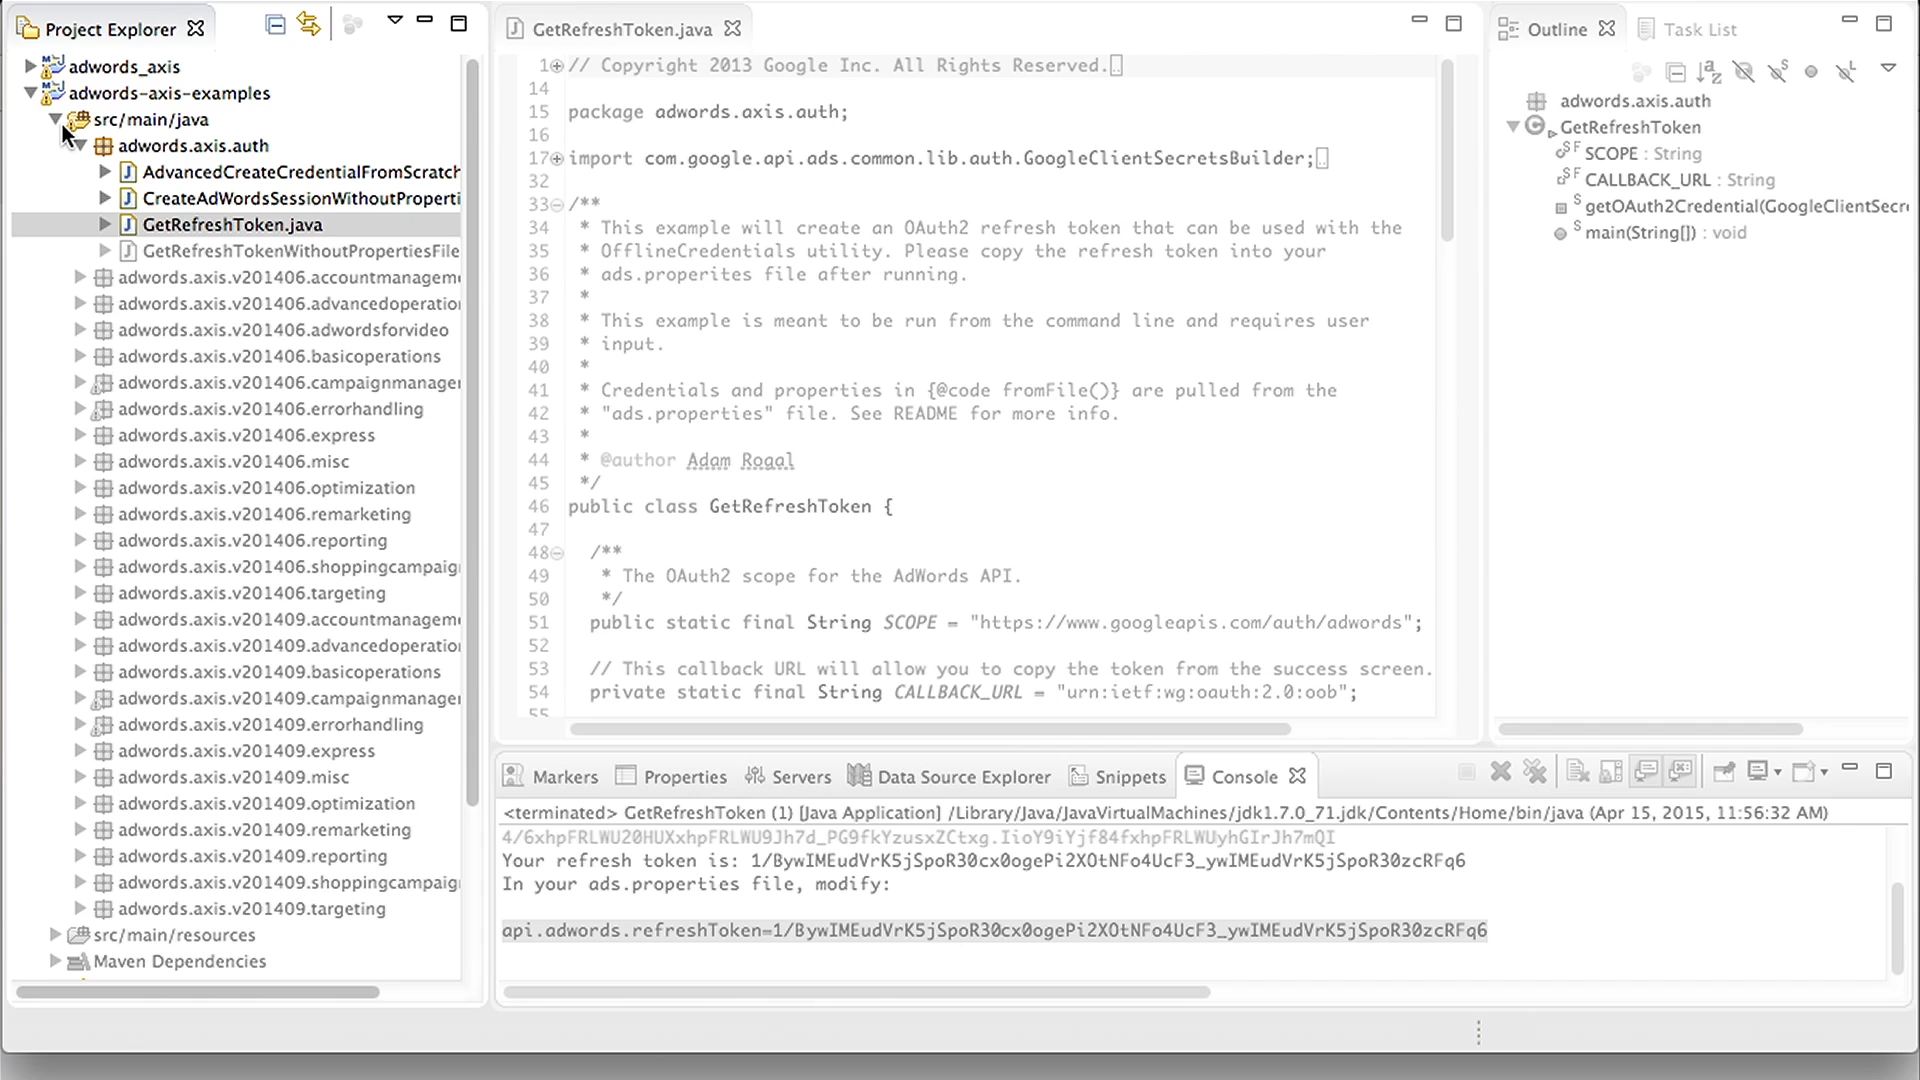 Project Explorer
adwords_axis
adwords-axis-examples
src/main/java
adwords.axis.auth
AdvancedCreateCredentialFromScratch
CreateAdWordsSessionWithoutProperti
GetRefreshToken.java
GetRefreshTokenWithoutPropertiesFile
adwords.axis.v201406.accountmanagem
adwords.axis.v201406.advancedoperatio
adwords.axis.v201406.adwordsforvideo
adwords.axis.v201406.basicoperations
adwords.axis.v201406.campaignmanager
adwords.axis.v201406.errorhandling
adwords.axis.v201406.express
adwords.axis.v201406.misc
adwords.axis.v201406.optimization
adwords.axis.v201406.remarketing
adwords.axis.v201406.reporting
adwords.axis.v201406.shoppingcampaig
adwords.axis.v201406.targeting
adwords.axis.v201409.accountmanagem
adwords.axis.v201409.advancedoperatio
adwords.axis.v201409.basicoperations
adwords.axis.v201409.campaignmanager
adwords.axis.v201409.errorhandling
adwords.axis.v201409.express
adwords.axis.v201409.misc
adwords.axis.v201409.optimization
adwords.axis.v201409.remarketing
adwords.axis.v201409.reporting
adwords.axis.v201409.shoppingcampaig
adwords.axis.v201409.targeting
src/main/resources
Maven Dependencies
GetRefreshToken.java
1 // Copyright 2013 Google Inc. All Rights Reserved.
14
15 package adwords.axis.auth;
16
17 import com.google.api.ads.common.lib.auth.GoogleClientSecretsBuilder;
32
33 /**
34 * This example will create an OAuth2 refresh token that can be used with the
35 * OfflineCredentials utility. Please copy the refresh token into your
36 * ads.properites file after running.
37 *
38 * This example is meant to be run from the command line and requires user
39 * input.
40 *
41 * Credentials and properties in {@code fromFile()} are pulled from the
42 * "ads.properties" file. See README for more info.
43 *
44 * @author Adam Rogal
45 */
46 public class GetRefreshToken {
47
48 /**
49 * The OAuth2 scope for the AdWords API.
50 */
51 public static final String SCOPE = "https://www.googleapis.com/auth/adwords";
52
53 // This callback URL will allow you to copy the token from the success screen.
54 private static final String CALLBACK_URL = "urn:ietf:wg:oauth:2.0:oob";
55
Outline Task List
adwords.axis.auth
GetRefreshToken
SCOPE : String
CALLBACK_URL : String
getOAuth2Credential(GoogleClientSecre
main(String[]) : void
Markers Properties Servers Data Source Explorer Snippets Console
<terminated> GetRefreshToken (1) [Java Application] /Library/Java/JavaVirtualMachines/jdk1.7.0_71.jdk/Contents/Home/bin/java (Apr 15, 2015, 11:56:32 AM)
4/6xhpFRLWU20HUXxhpFRLWU9Jh7d_PG9fkYzusxZCtxg.IioY9iYjf84fxhpFRLWUyhGIrJh7mQI
Your refresh token is: 1/BywIMEudVrK5jSpoR30cx0ogePi2XOtNFo4UcF3_ywIMEudVrK5jSpoR30zcRFq6
In your ads.properties file, modify:
api.adwords.refreshToken=1/BywIMEudVrK5jSpoR30cx0ogePi2XOtNFo4UcF3_ywIMEudVrK5jSpoR30zcRFq6